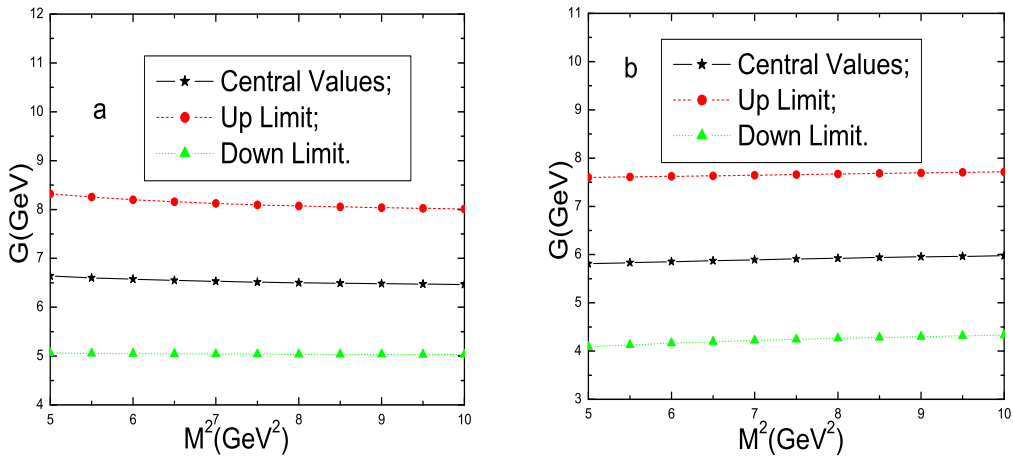 12
11
10
9
8
7
6
5
4
G(GeV)
a
Central Values;
Up Limit;
Down Limit.
5 6 7 8 9 10
M²(GeV²)
11
10
9
8
7
6
5
4
3
G(GeV)
b
Central Values;
Up Limit;
Down Limit.
5 6 7 8 9 10
M²(GeV²)